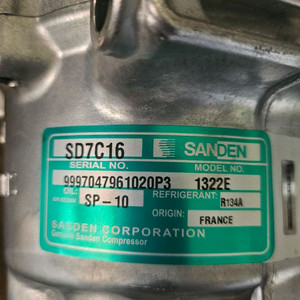 SD7C16 SANDEN
SERIAL NO. MODEL NO.
9997047961020P3 1322E
OIL: SP-10 REFRIGERANT: R134A
ORIGIN: FRANCE
SANDEN CORPORATION
Genuine Sanden Compressor